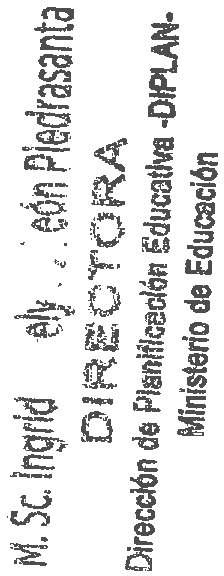 M. Sc. Ingrid Piedrasanta
DIRECTORA
Dirección de Planificación Educativa -DIPLAN-
Ministerio de Educación